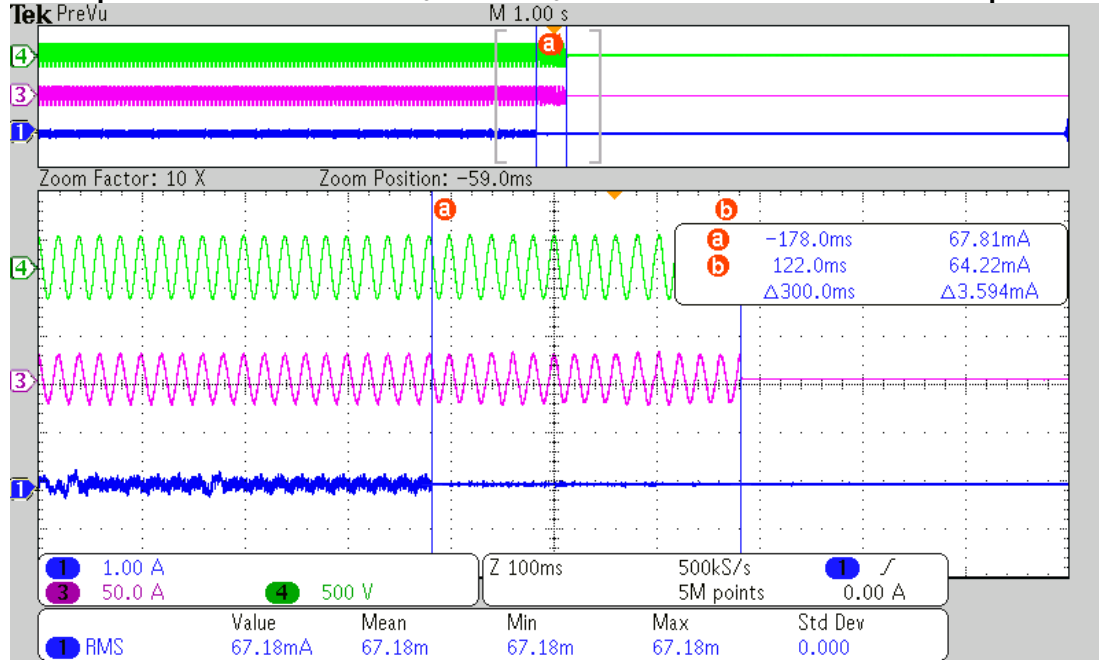 Tek PreVu M 1.00 s
a
4
3
1
Zoom Factor: 10 X Zoom Position: -59.0ms
a b
a -178.0ms 67.81mA
4 b 122.0ms 64.22mA
Δ300.0ms Δ3.594mA
3
1
1 1.00 A Z 100ms 500kS/s 1
3 50.0 A 4 500 V 5M points 0.00 A
Value Mean Min Max Std Dev
1 RMS 67.18mA 67.18m 67.18m 67.18m 0.000